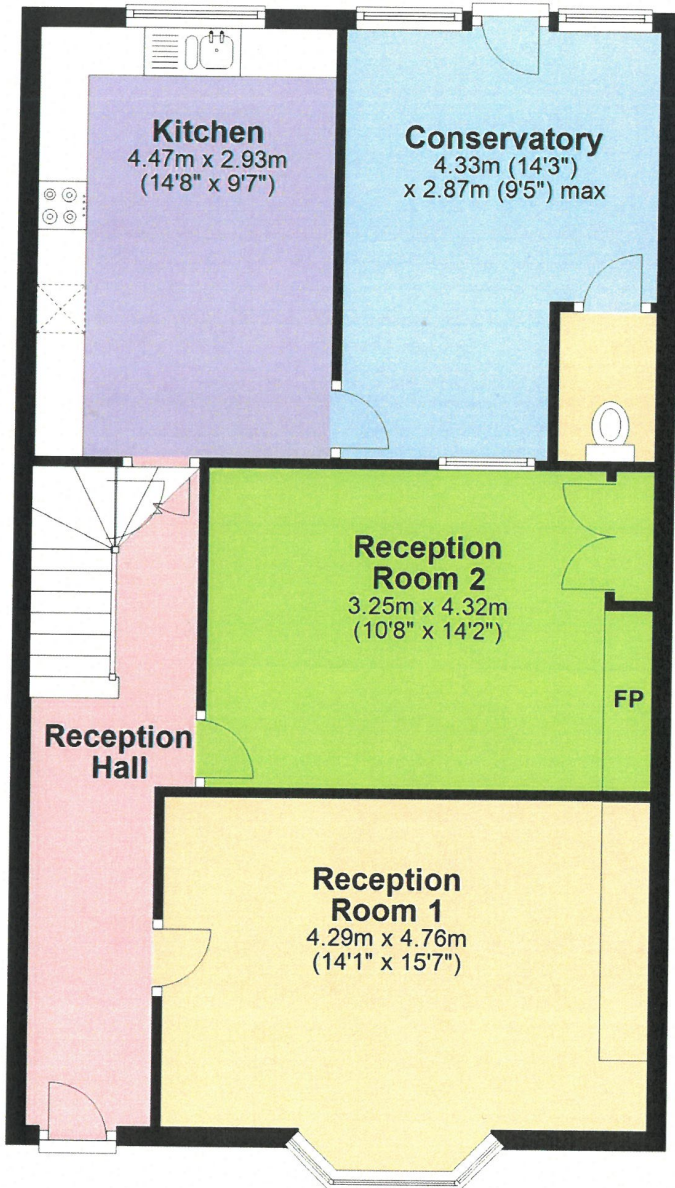 Kitchen
4.47m x 2.93m
(14'8" x 9'7")
Conservatory
4.33m (14'3")
x 2.87m (9'5") max
Reception
Room 2
3.25m x 4.32m
(10'8" x 14'2")
FP
Reception
Hall
Reception
Room 1
4.29m x 4.76m
(14'1" x 15'7")